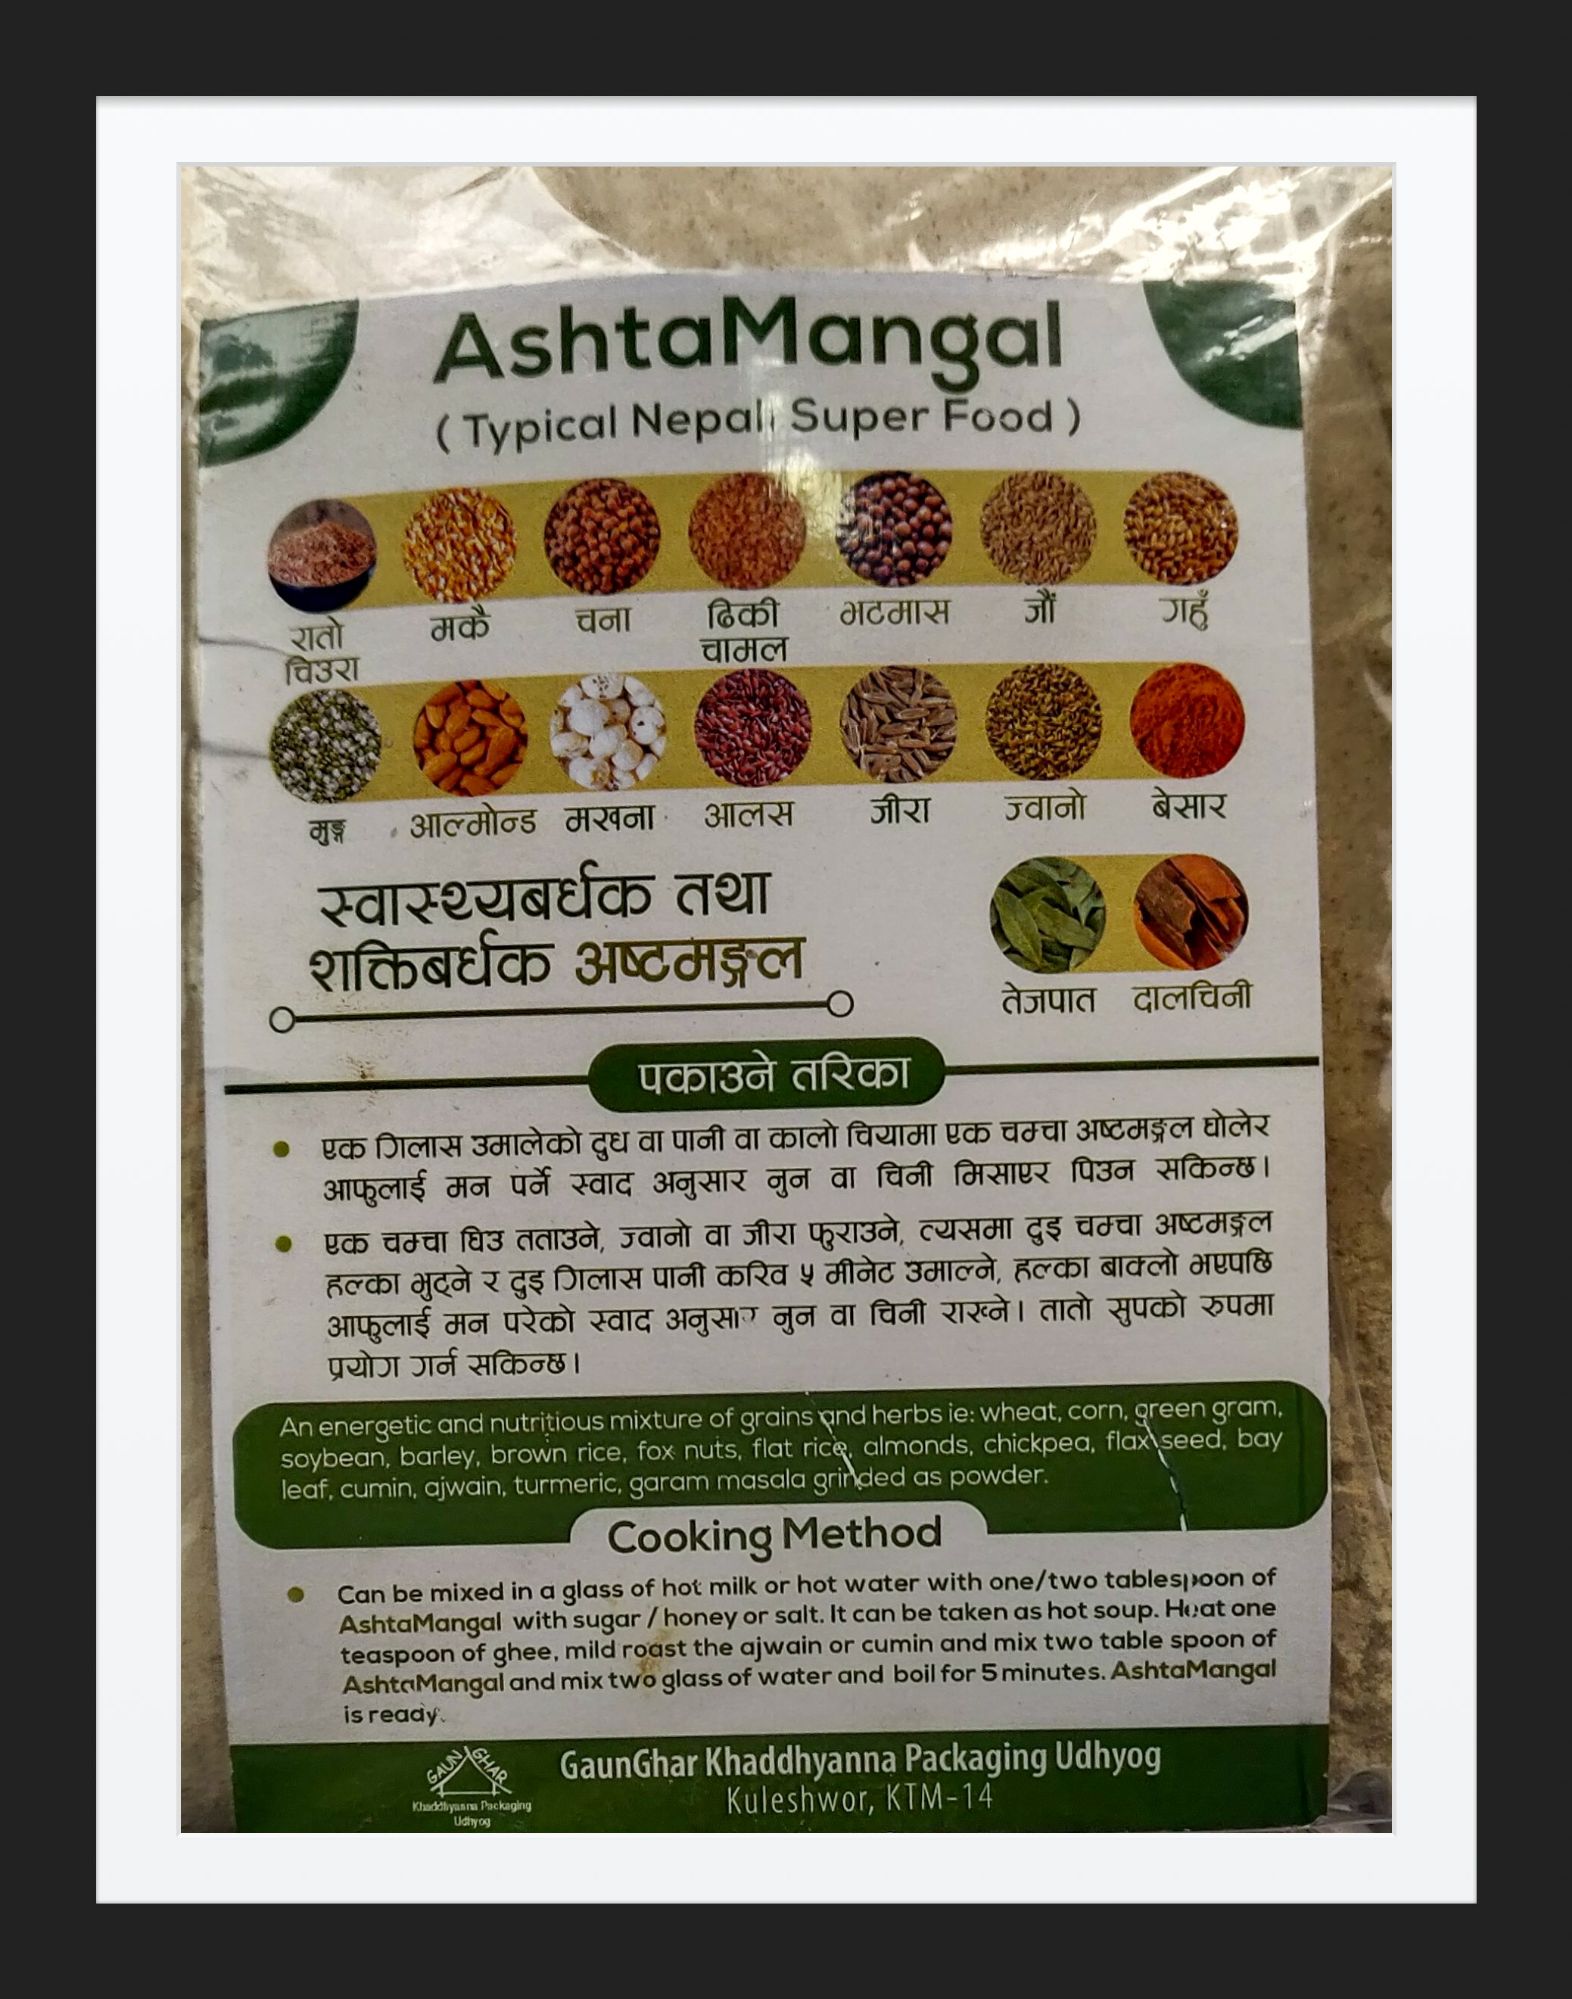 AshtaMangal
( Typical Nepali Super Food )
रातो चिउरा
मकै
चना
ढिकी चामल
भटमास
जौं
गहुँ
मुङ्ग
आल्मोन्ड
मखना
आलस
जीरा
ज्वानो
बेसार
स्वास्थ्यबर्धक तथा
शक्तिबर्धक अष्टमङ्गल
तेजपात
दालचिनी
पकाउने तरिका
एक गिलास उमालेको दुध वा पानी वा कालो चियामा एक चम्चा अष्टमङ्गल घोलेर
आफुलाई मन पर्ने स्वाद अनुसार नुन वा चिनी मिसाएर पिउन सकिन्छ।
एक चम्चा घिउ तताउने, ज्वानो वा जीरा फुराउने, त्यसमा दुइ चम्चा अष्टमङ्गल
हल्का भुट्ने र दुइ गिलास पानी करिव ५ मीनेट उमाल्ने, हल्का बाक्लो भएपछि
आफुलाई मन परेको स्वाद अनुसार नुन वा चिनी राख्ने। तातो सुपको रुपमा
प्रयोग गर्न सकिन्छ।
An energetic and nutritious mixture of grains and herbs ie: wheat, corn, green gram,
soybean, barley, brown rice, fox nuts, flat rice, almonds, chickpea, flax seed, bay
leaf, cumin, ajwain, turmeric, garam masala grinded as powder.
Cooking Method
Can be mixed in a glass of hot milk or hot water with one/two tablespoon of
AshtaMangal with sugar / honey or salt. It can be taken as hot soup. Heat one
teaspoon of ghee, mild roast the ajwain or cumin and mix two table spoon of
AshtaMangal and mix two glass of water and boil for 5 minutes. AshtaMangal
is ready.
GAUN GHAR
Khaddhyanna Packaging
Udhyog
GaunGhar Khaddhyanna Packaging Udhyog
Kuleshwor, KTM-14